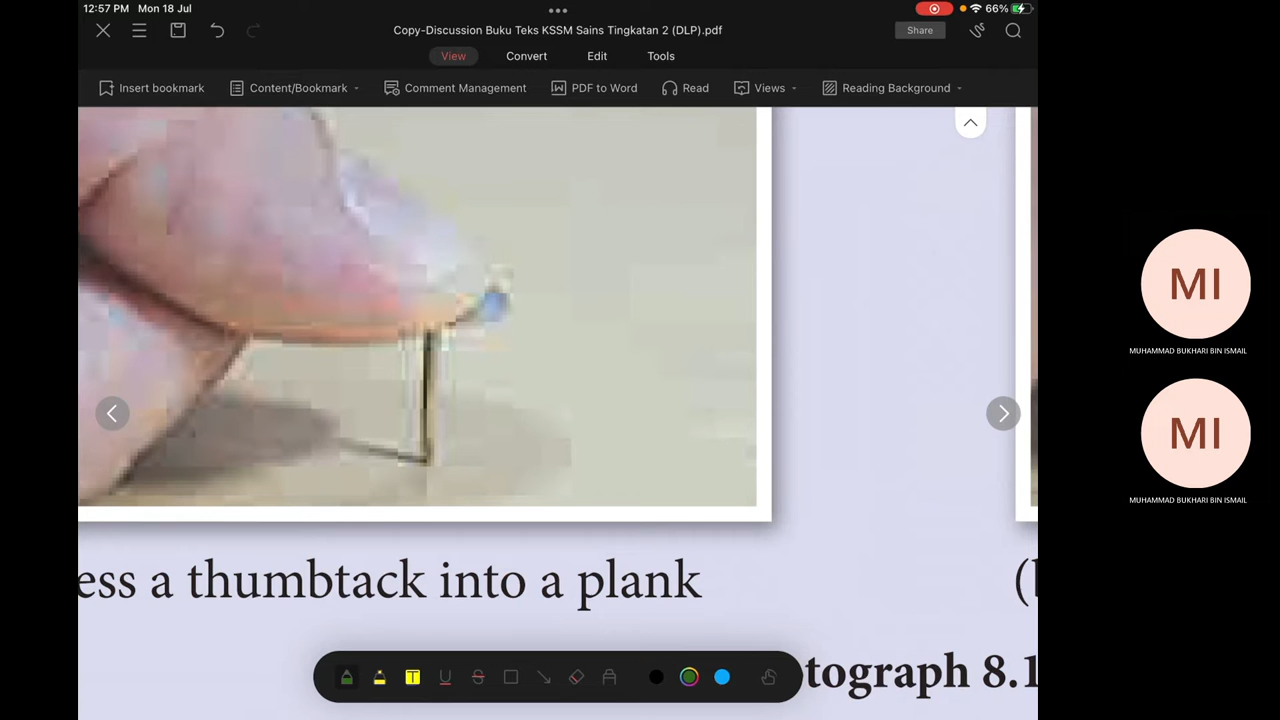 12:57 PM Mon 18 Jul
66%
Copy-Discussion Buku Teks KSSM Sains Tingkatan 2 (DLP).pdf
Share
View Convert Edit Tools
Insert bookmark Content/Bookmark Comment Management PDF to Word Read Views Reading Background
MI
MUHAMMAD BUKHARI BIN ISMAIL
MI
MUHAMMAD BUKHARI BIN ISMAIL
ess a thumbtack into a plank
(
T U S
tograph 8.1